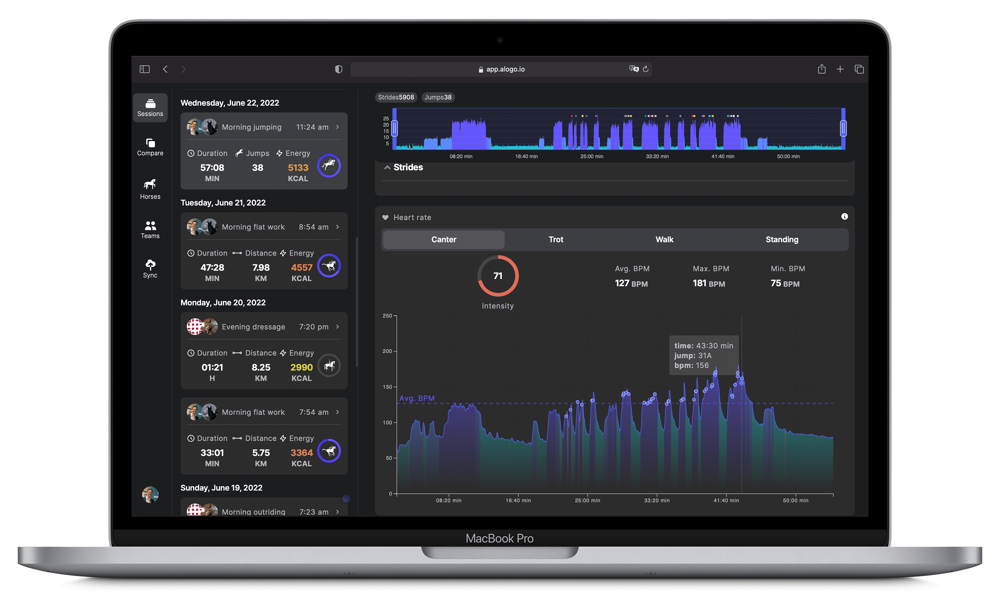 app.alogo.io
Sessions
Compare
Horses
Teams
Sync
Wednesday, June 22, 2022
Morning jumping 11:24 am
Duration Jumps Energy
57:08 38 5133
MIN KCAL
Tuesday, June 21, 2022
Morning flat work 8:54 am
Duration Distance Energy
47:28 7.98 4557
MIN KM KCAL
Monday, June 20, 2022
Evening dressage 7:20 pm
Duration Distance Energy
01:21 8.25 2990
H KM KCAL
Morning flat work 7:54 am
Duration Distance Energy
33:01 5.75 3364
MIN KM KCAL
Sunday, June 19, 2022
Morning outriding 7:23 am
Strides5908 Jumps38
25
20
15
10
5
08:20 min 16:40 min 25:00 min 33:20 min 41:40 min 50:00 min
Strides
Heart rate
Canter Trot Walk Standing
71
Intensity
Avg. BPM Max. BPM Min. BPM
127 BPM 181 BPM 75 BPM
250
200
150
100
50
0
Avg. BPM
time: 43:30 min
jump: 31A
bpm: 156
08:20 min 16:40 min 25:00 min 33:20 min 41:40 min 50:00 min
MacBook Pro